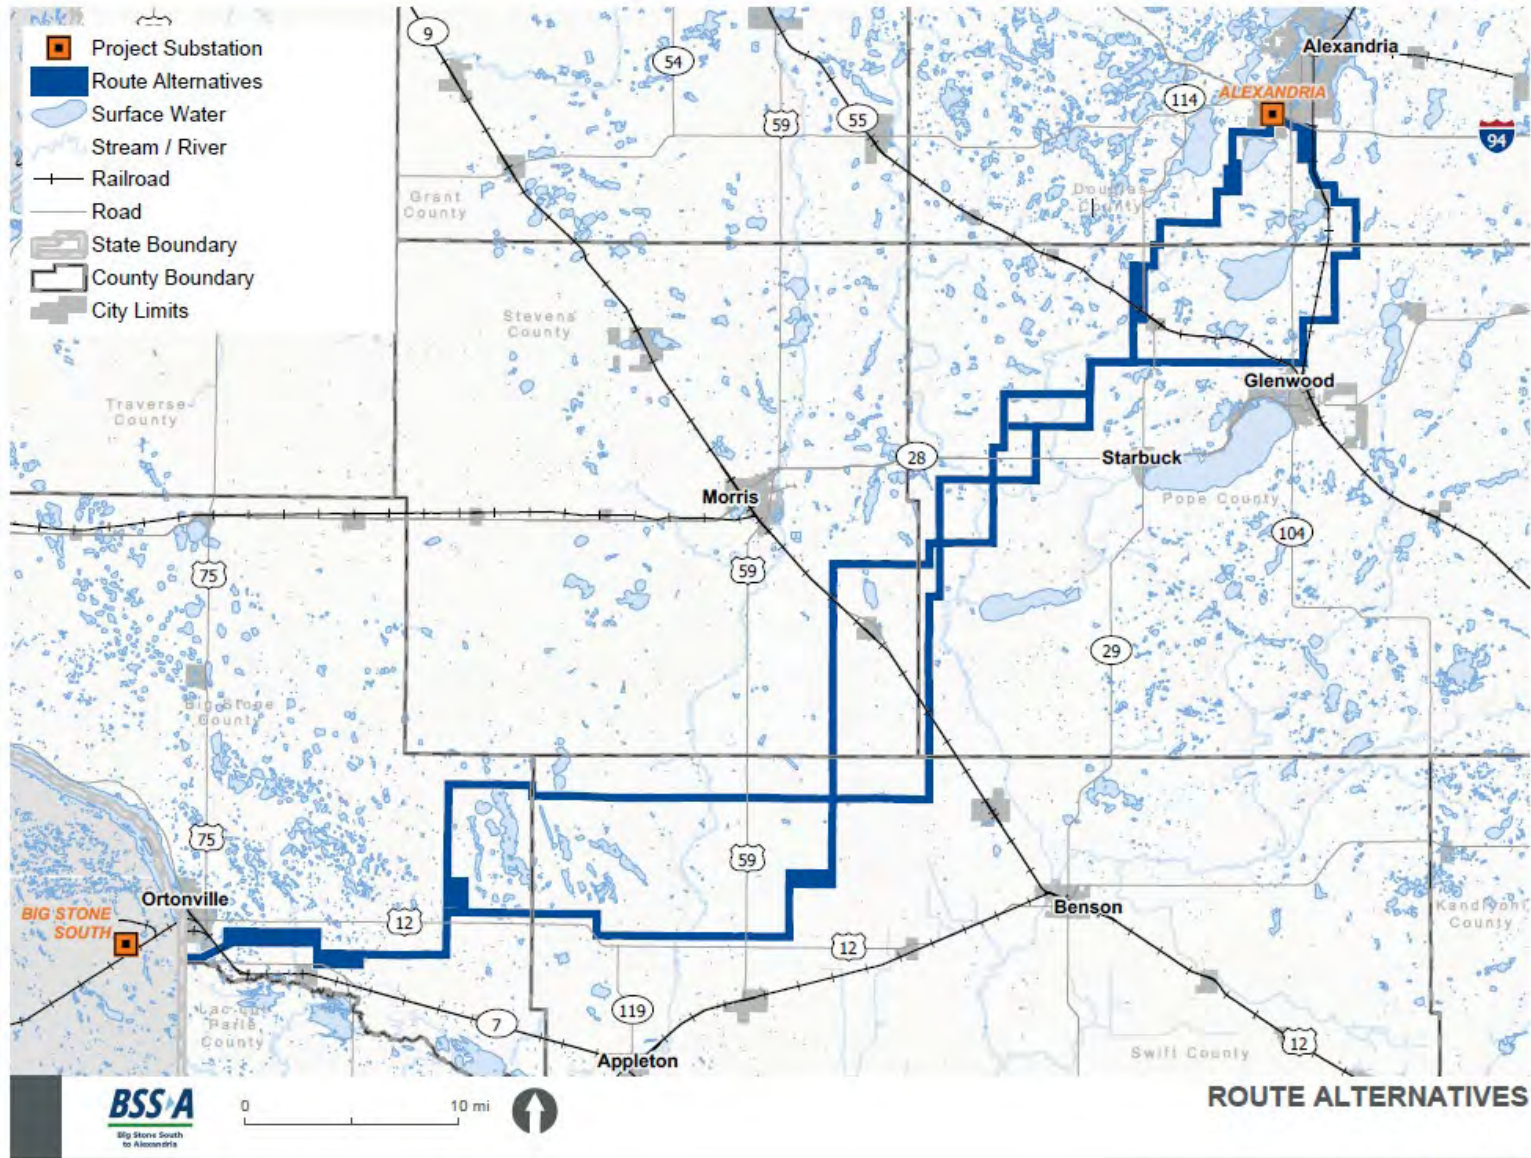 Project Substation
Route Alternatives
Surface Water
Stream / River
Railroad
Road
State Boundary
County Boundary
City Limits
9
54
59
55
114
Alexandria
ALEXANDRIA
94
Grant
County
Douglas
County
Stevens
County
Traverse
County
Glenwood
28
Starbuck
Morris
Pope County
104
75
59
29
Big Stone
County
75
59
Ortonville
BIG STONE
SOUTH
12
12
Benson
Kandiyohi
County
Lac qui
Parle
County
7
119
Appleton
Swift County
12
BSS A
Big Stone South
to Alexandria
0 10 mi
ROUTE ALTERNATIVES